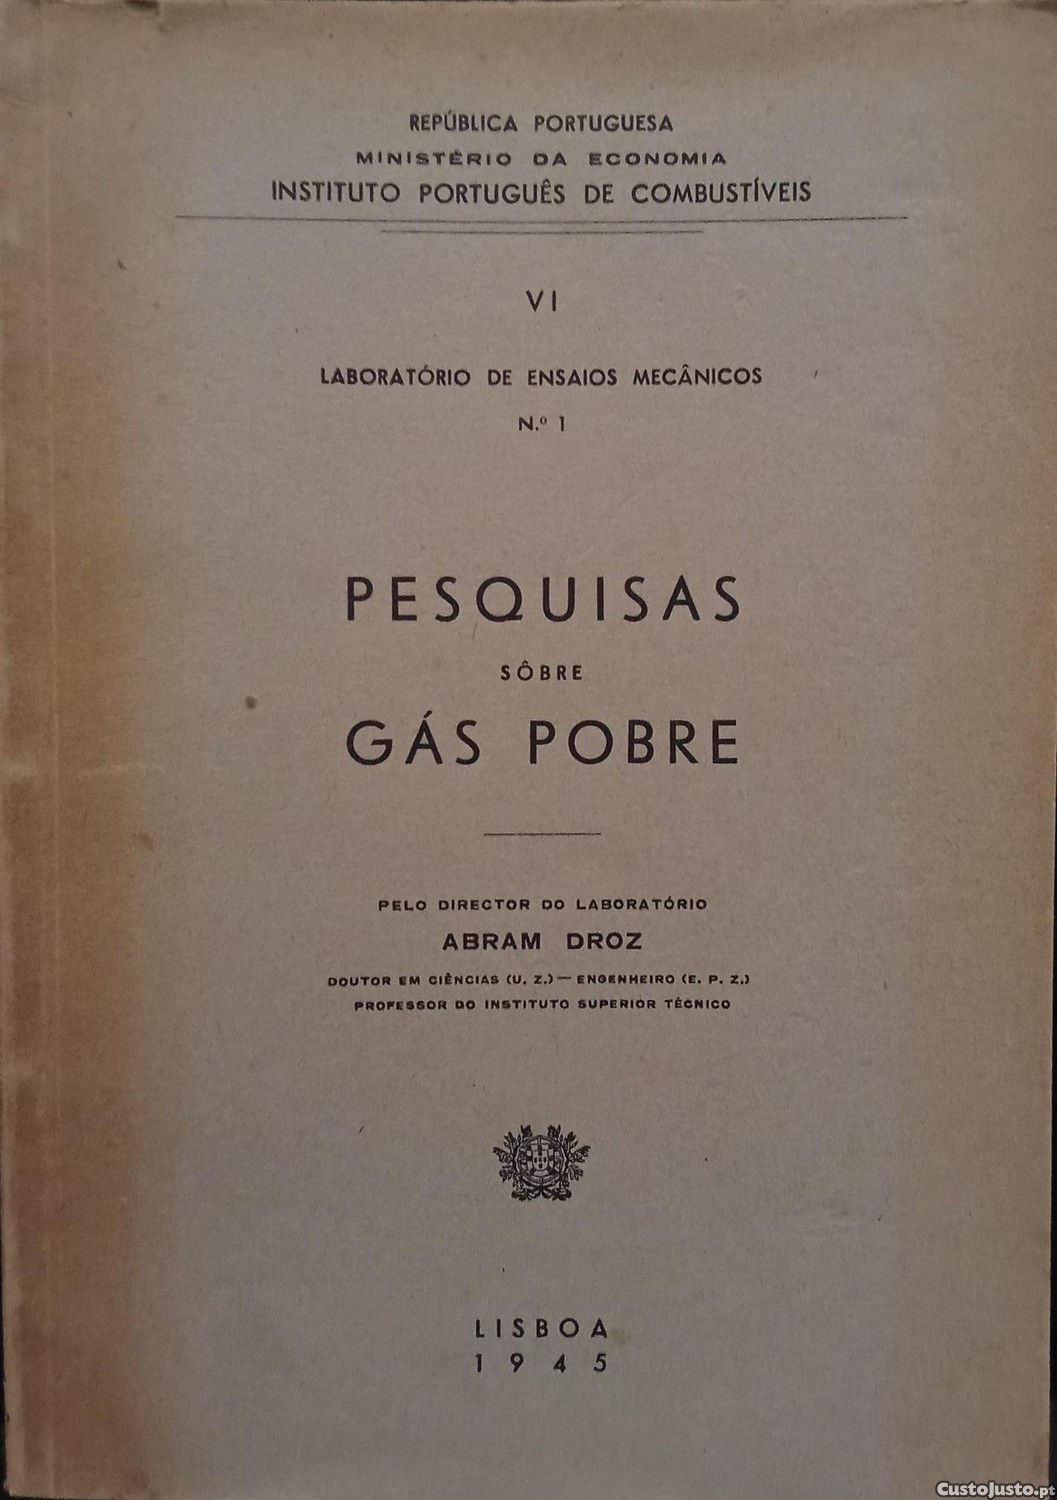 REPÚBLICA PORTUGUESA
MINISTÉRIO DA ECONOMIA
INSTITUTO PORTUGUÊS DE COMBUSTÍVEIS
VI
LABORATÓRIO DE ENSAIOS MECÂNICOS
N.º 1
PESQUISAS
SÔBRE
GÁS POBRE
PELO DIRECTOR DO LABORATÓRIO
ABRAM DROZ
DOUTOR EM CIÊNCIAS (U. Z.) — ENGENHEIRO (E. P. Z.)
PROFESSOR DO INSTITUTO SUPERIOR TÉCNICO
LISBOA
1945
CustoJusto.pt